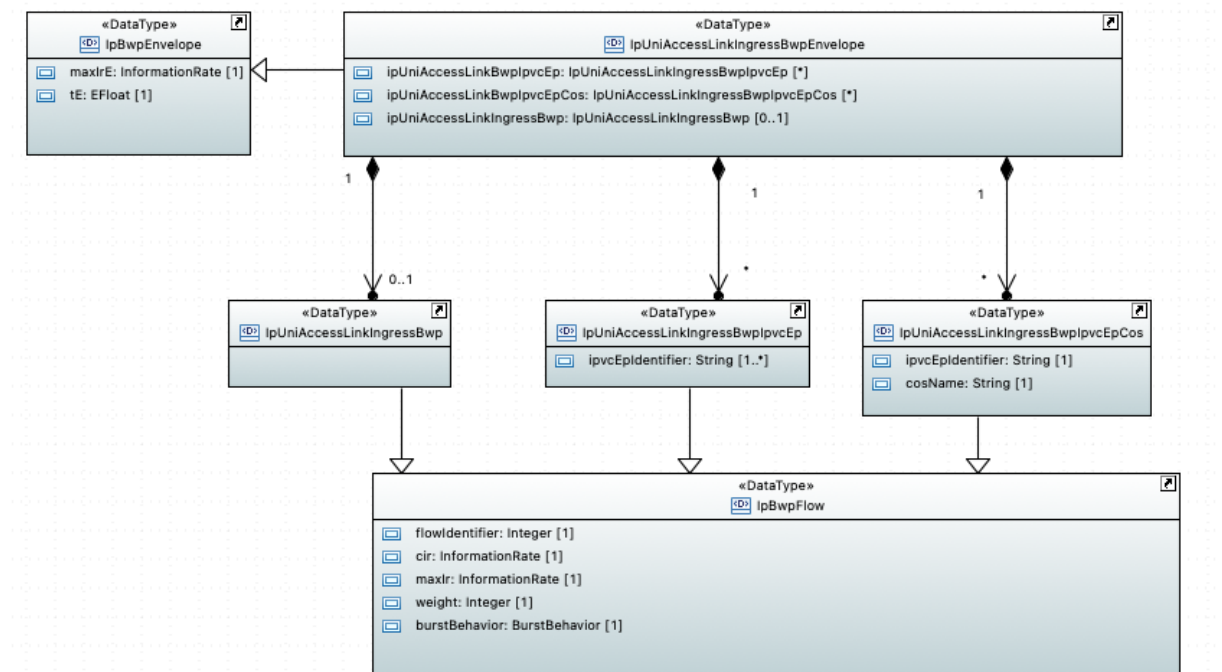 «DataType»
IpBwpEnvelope
maxIrE: InformationRate [1]
tE: EFloat [1]
«DataType»
IpUniAccessLinkIngressBwpEnvelope
ipUniAccessLinkBwpIpvcEp: IpUniAccessLinkIngressBwpIpvcEp [*]
ipUniAccessLinkBwpIpvcEpCos: IpUniAccessLinkIngressBwpIpvcEpCos [*]
ipUniAccessLinkIngressBwp: IpUniAccessLinkIngressBwp [0..1]
1
1
1
0..1
*
*
«DataType»
IpUniAccessLinkIngressBwp
«DataType»
IpUniAccessLinkIngressBwpIpvcEp
ipvcEpIdentifier: String [1..*]
«DataType»
IpUniAccessLinkIngressBwpIpvcEpCos
ipvcEpIdentifier: String [1]
cosName: String [1]
«DataType»
IpBwpFlow
flowIdentifier: Integer [1]
cir: InformationRate [1]
maxIr: InformationRate [1]
weight: Integer [1]
burstBehavior: BurstBehavior [1]